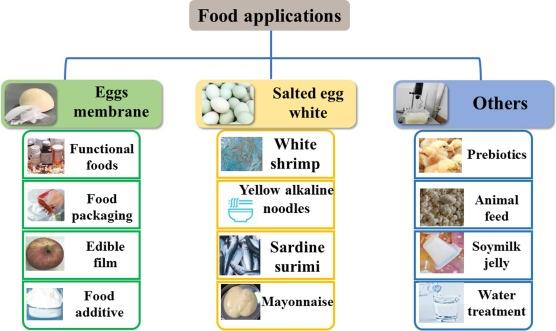 Food applications
Eggs
membrane
Functional
foods
Food
packaging
Edible
film
Food
additive
Salted egg
white
White
shrimp
Yellow alkaline
noodles
Sardine
surimi
Mayonnaise
Others
Prebiotics
Animal
feed
Soymilk
jelly
Water
treatment